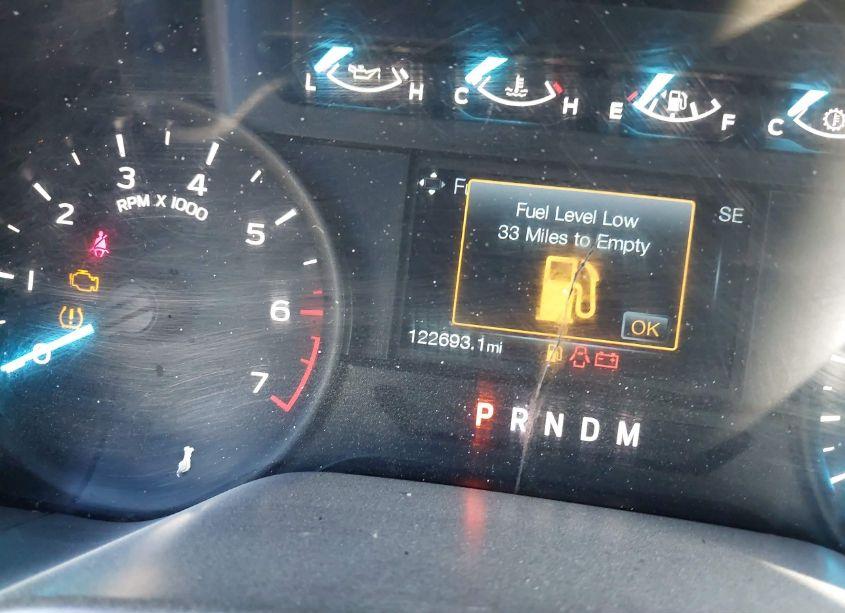 L H C H E F C
1 2 3 4 5 6 7
0
RPM X 1000
SE
Fuel Level Low
33 Miles to Empty
OK
122693.1mi
P R N D M